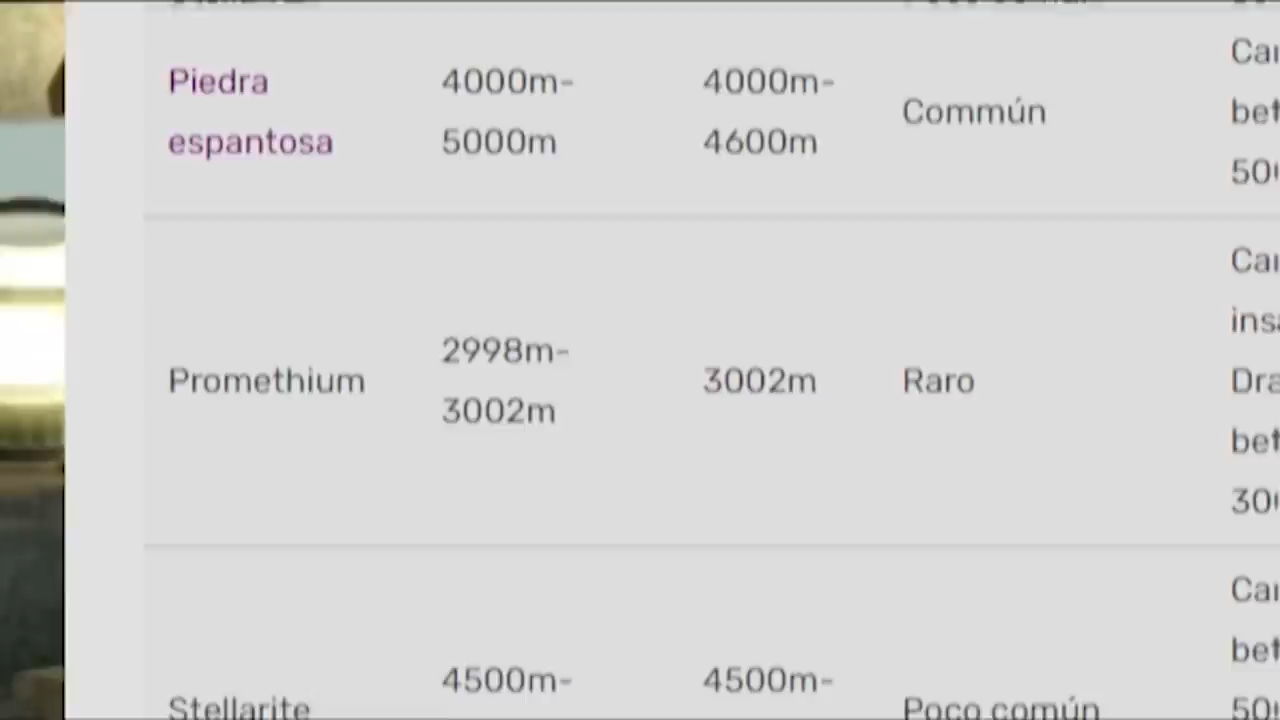 Piedra
espantosa
4000m-
5000m
4000m-
4600m
Commún
Promethium
2998m-
3002m
3002m
Raro
Stellarite
4500m-
4500m-
Poco común